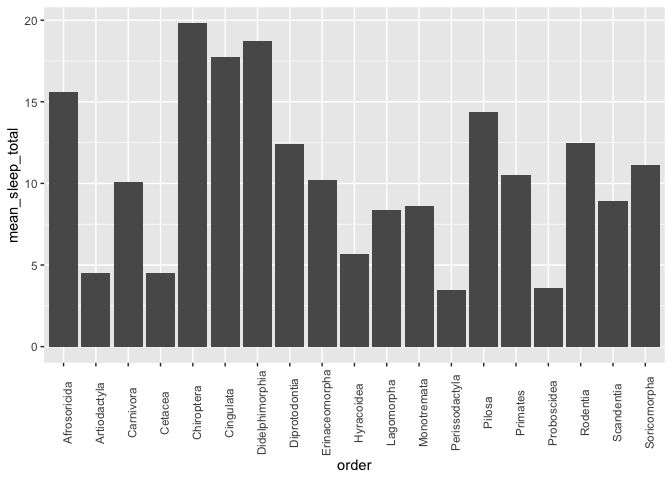 mean_sleep_total
20
15
10
5
0
Afrosoricida
Artiodactyla
Carnivora
Cetacea
Chiroptera
Cingulata
Didelphimorphia
Diprotodontia
Erinaceomorpha
Hyracoidea
Lagomorpha
Monotremata
Perissodactyla
Pilosa
Primates
Proboscidea
Rodentia
Scandentia
Soricomorpha
order